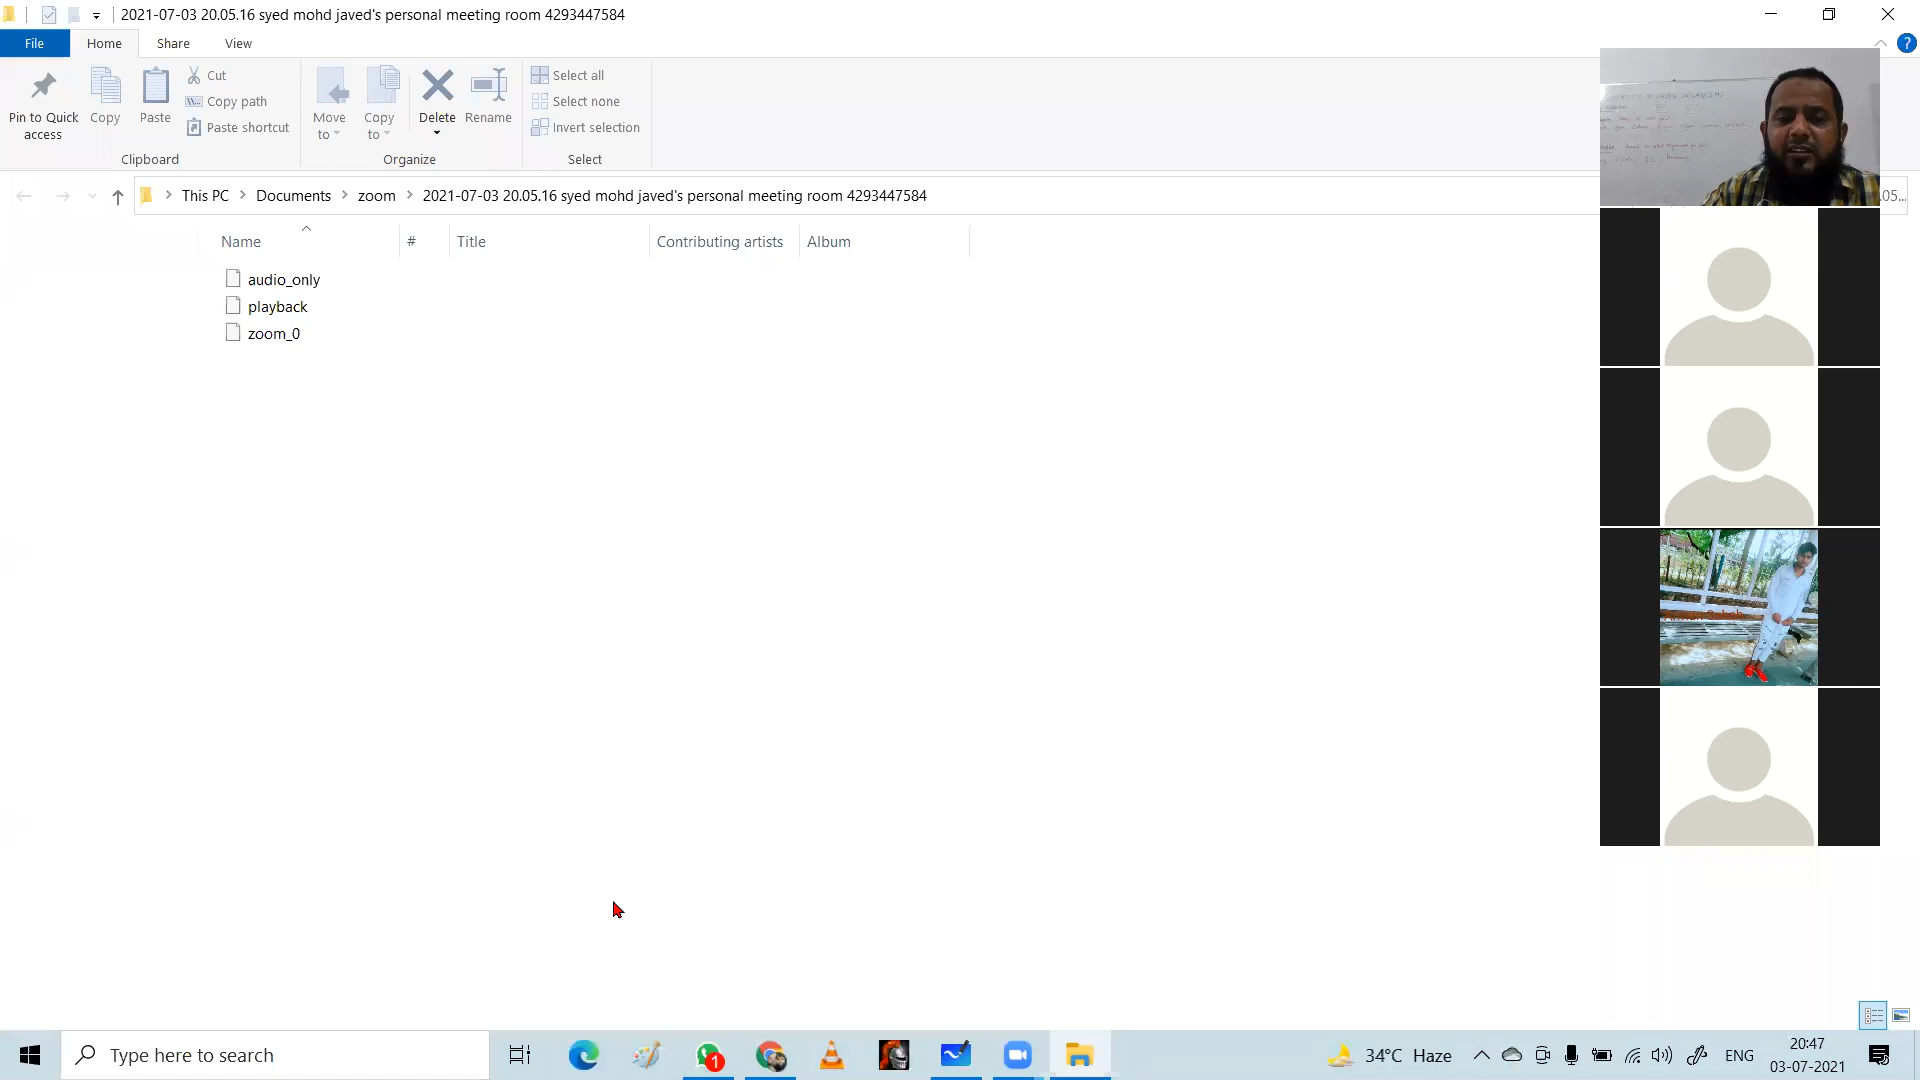 2021-07-03 20.05.16 syed mohd javed's personal meeting room 4293447584
File
Home
Share
View
?
Pin to Quick access
Copy
Paste
Cut
Copy path
Paste shortcut
Clipboard
Move to
Copy to
Delete
Rename
Organize
Select all
Select none
Invert selection
Select
This PC > Documents > zoom > 2021-07-03 20.05.16 syed mohd javed's personal meeting room 4293447584
.05...
Name
#
Title
Contributing artists
Album
audio_only
playback
zoom_0
Type here to search
1
34°C Haze
ENG
20:47
03-07-2021